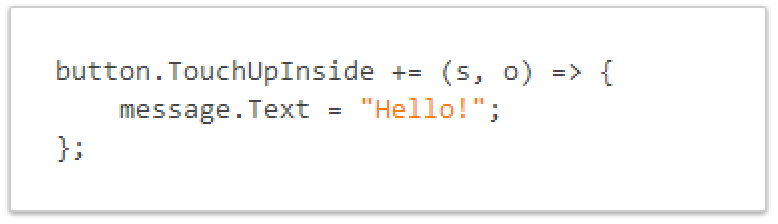 button.TouchUpInside += (s, o) => {
    message.Text = "Hello!";
};